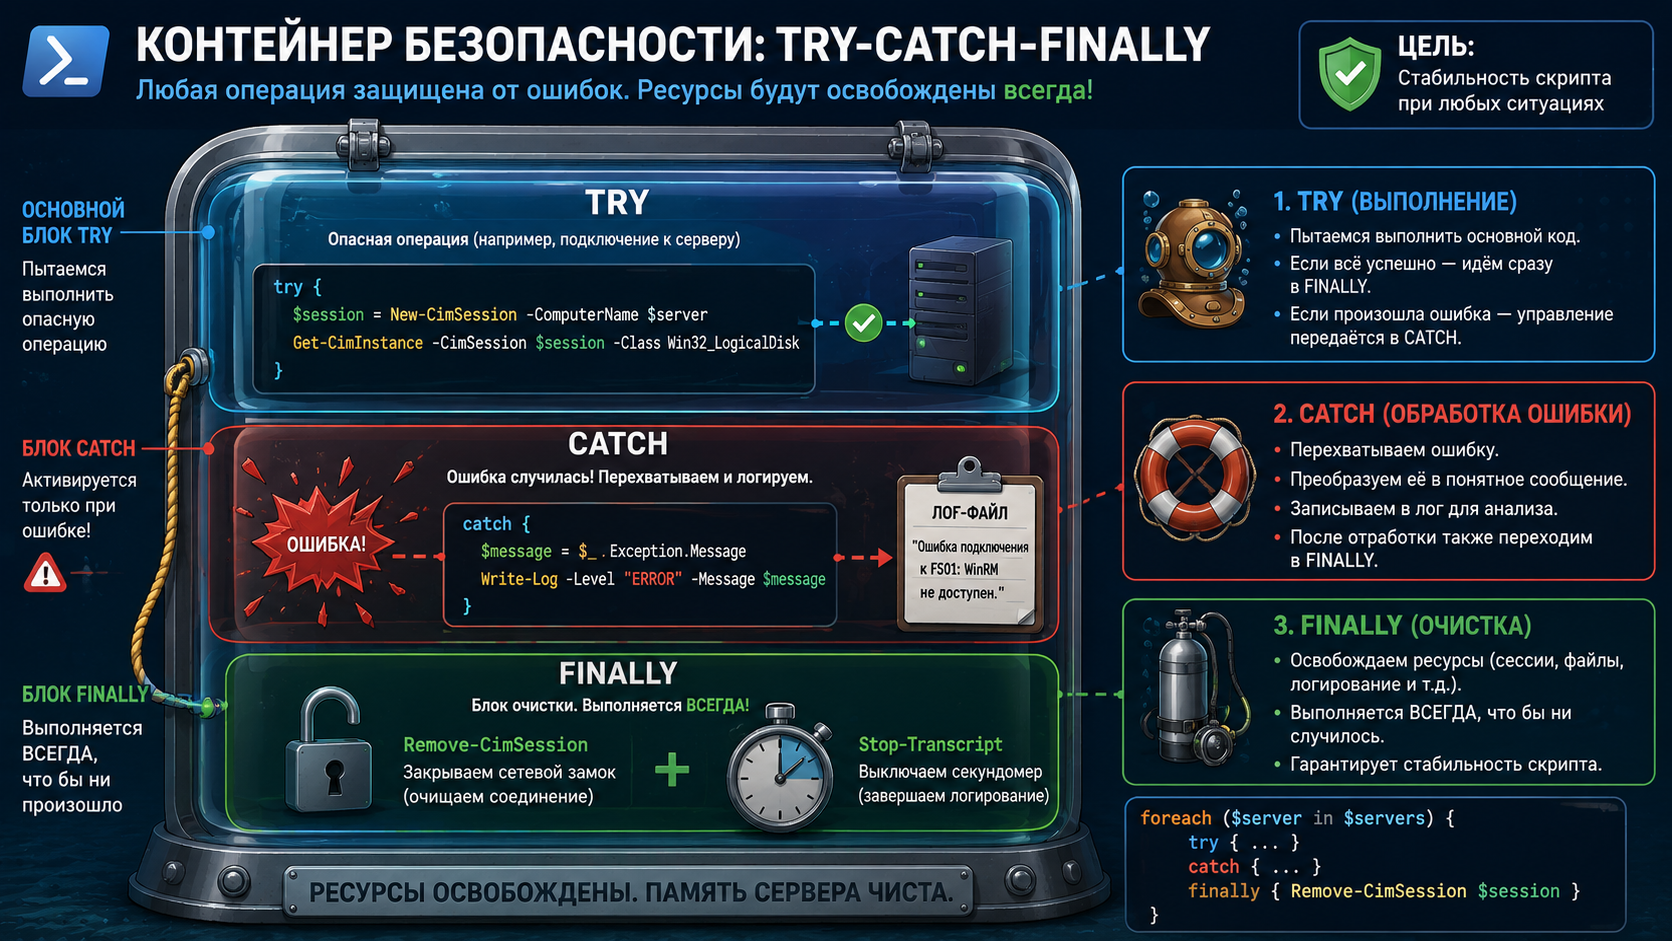 КОНТЕЙНЕР БЕЗОПАСНОСТИ: TRY-CATCH-FINALLY
Любая операция защищена от ошибок. Ресурсы будут освобождены всегда!
ЦЕЛЬ:
Стабильность скрипта
при любых ситуациях
ОСНОВНОЙ
БЛОК TRY
Пытаемся
выполнить
опасную
операцию
TRY
Опасная операция (например, подключение к серверу)
try {
$session = New-CimSession -ComputerName $server
Get-CimInstance -CimSession $session -Class Win32_LogicalDisk
}
1. TRY (ВЫПОЛНЕНИЕ)
• Пытаемся выполнить основной код.
• Если всё успешно — идём сразу
в FINALLY.
• Если произошла ошибка — управление
передаётся в CATCH.
БЛОК CATCH
Активируется
только при
ошибке!
CATCH
Ошибка случилась! Перехватываем и логируем.
ОШИБКА!
catch {
$message = $_.Exception.Message
Write-Log -Level "ERROR" -Message $message
}
ЛОF-ФАЙЛ
"Ошибка подключения
к FS01: WinRM
не доступен."
2. CATCH (ОБРАБОТКА ОШИБКИ)
• Перехватываем ошибку.
• Преобразуем её в понятное сообщение.
• Записываем в лог для анализа.
• После отработки также переходим
в FINALLY.
БЛОК FINALLY
Выполняется
ВСЕГДА,
что бы ни
произошло
FINALLY
Блок очистки. Выполняется ВСЕГДА!
Remove-CimSession
Закрываем сетевой замок
(очищаем соединение)
+
Stop-Transcript
Выключаем секундомер
(завершаем логирование)
3. FINALLY (ОЧИСТКА)
• Освобождаем ресурсы (сессии, файлы,
логирование и т.д.).
• Выполняется ВСЕГДА, что бы ни
случилось.
• Гарантирует стабильность скрипта.
РЕСУРСЫ ОСВОБОЖДЕНЫ. ПАМЯТЬ СЕРВЕРА ЧИСТА.
foreach ($server in $servers) {
try { ... }
catch { ... }
finally { Remove-CimSession $session }
}